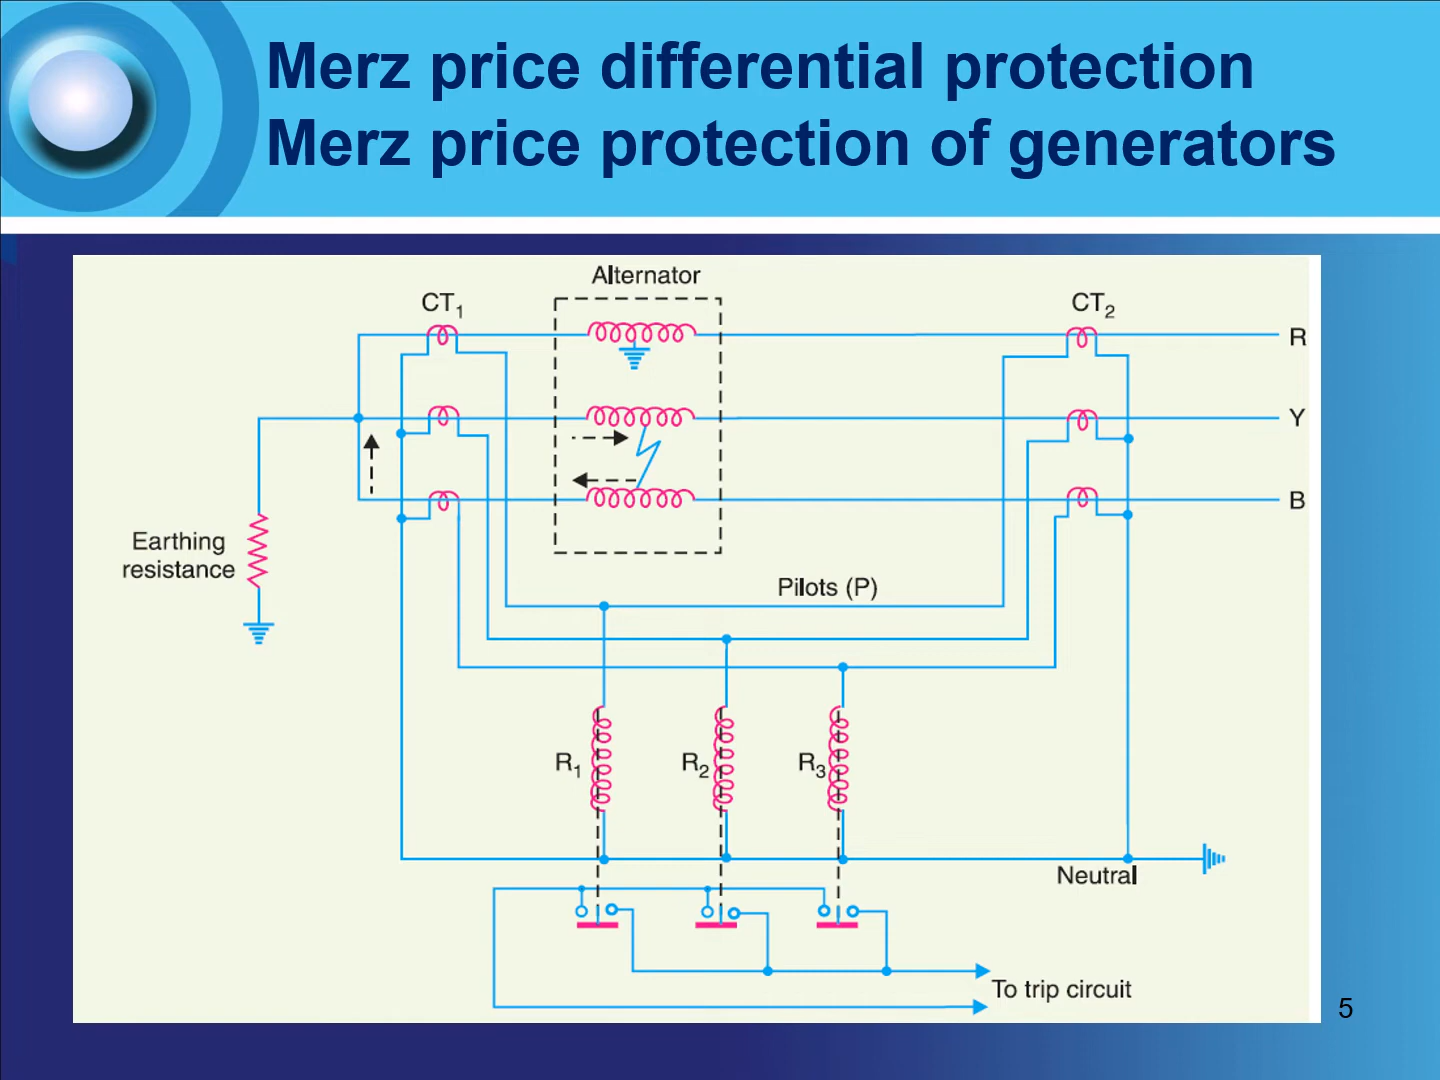 Merz price differential protection
Merz price protection of generators
Alternator
CT1
CT2
R
Y
B
Earthing
resistance
Pilots (P)
R1
R2
R3
Neutral
To trip circuit
5